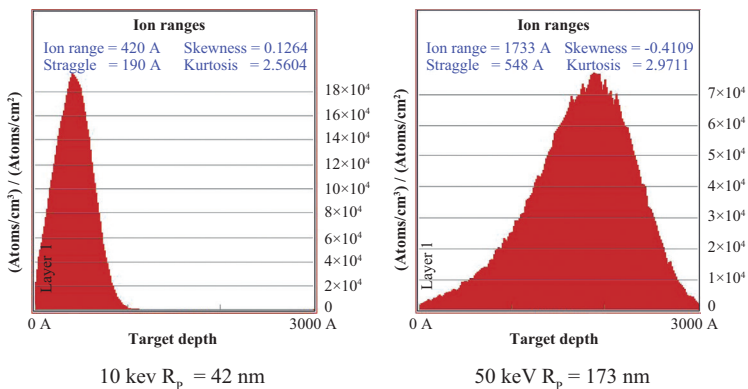 Ion ranges
Ion range = 420 A Skewness = 0.1264
Straggle = 190 A Kurtosis = 2.5604
(Atoms/cm³) / (Atoms/cm²)
Layer 1
18×10⁴
16×10⁴
14×10⁴
12×10⁴
10×10⁴
8×10⁴
6×10⁴
4×10⁴
2×10⁴
0
0 A
3000 A
Target depth
10 kev Rₚ = 42 nm
Ion ranges
Ion range = 1733 A Skewness = -0.4109
Straggle = 548 A Kurtosis = 2.9711
(Atoms/cm³) / (Atoms/cm²)
Layer 1
7×10⁴
6×10⁴
5×10⁴
4×10⁴
3×10⁴
2×10⁴
1×10⁴
0
0 A
3000 A
Target depth
50 keV Rₚ = 173 nm